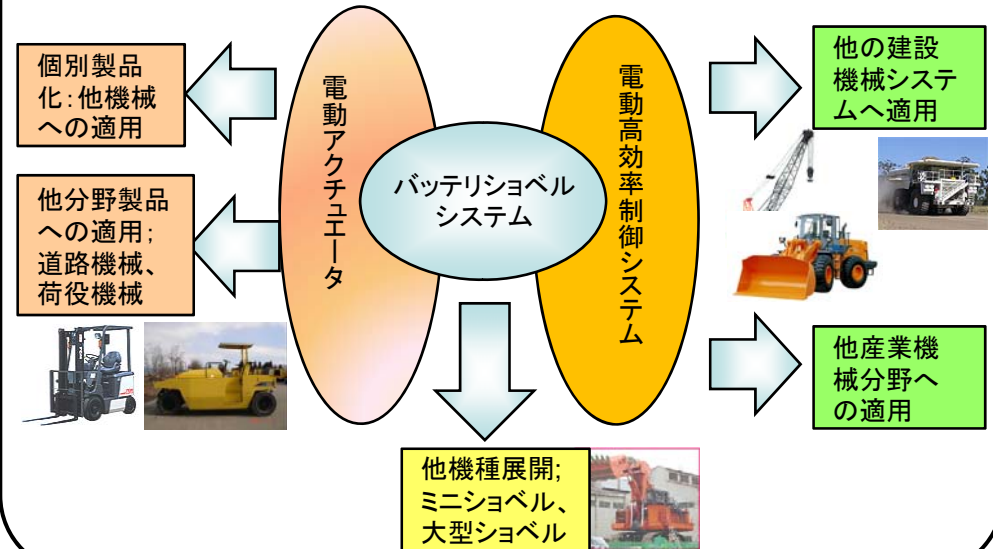 個別製品
化：他機械
への適用
他分野製品
への適用；
道路機械、
荷役機械
電動アクチュエータ
バッテリショベル
システム
電動高効率制御システム
他の建設
機械システ
ムへ適用
他産業機
械分野へ
の適用
他機種展開;
ミニショベル、
大型ショベル